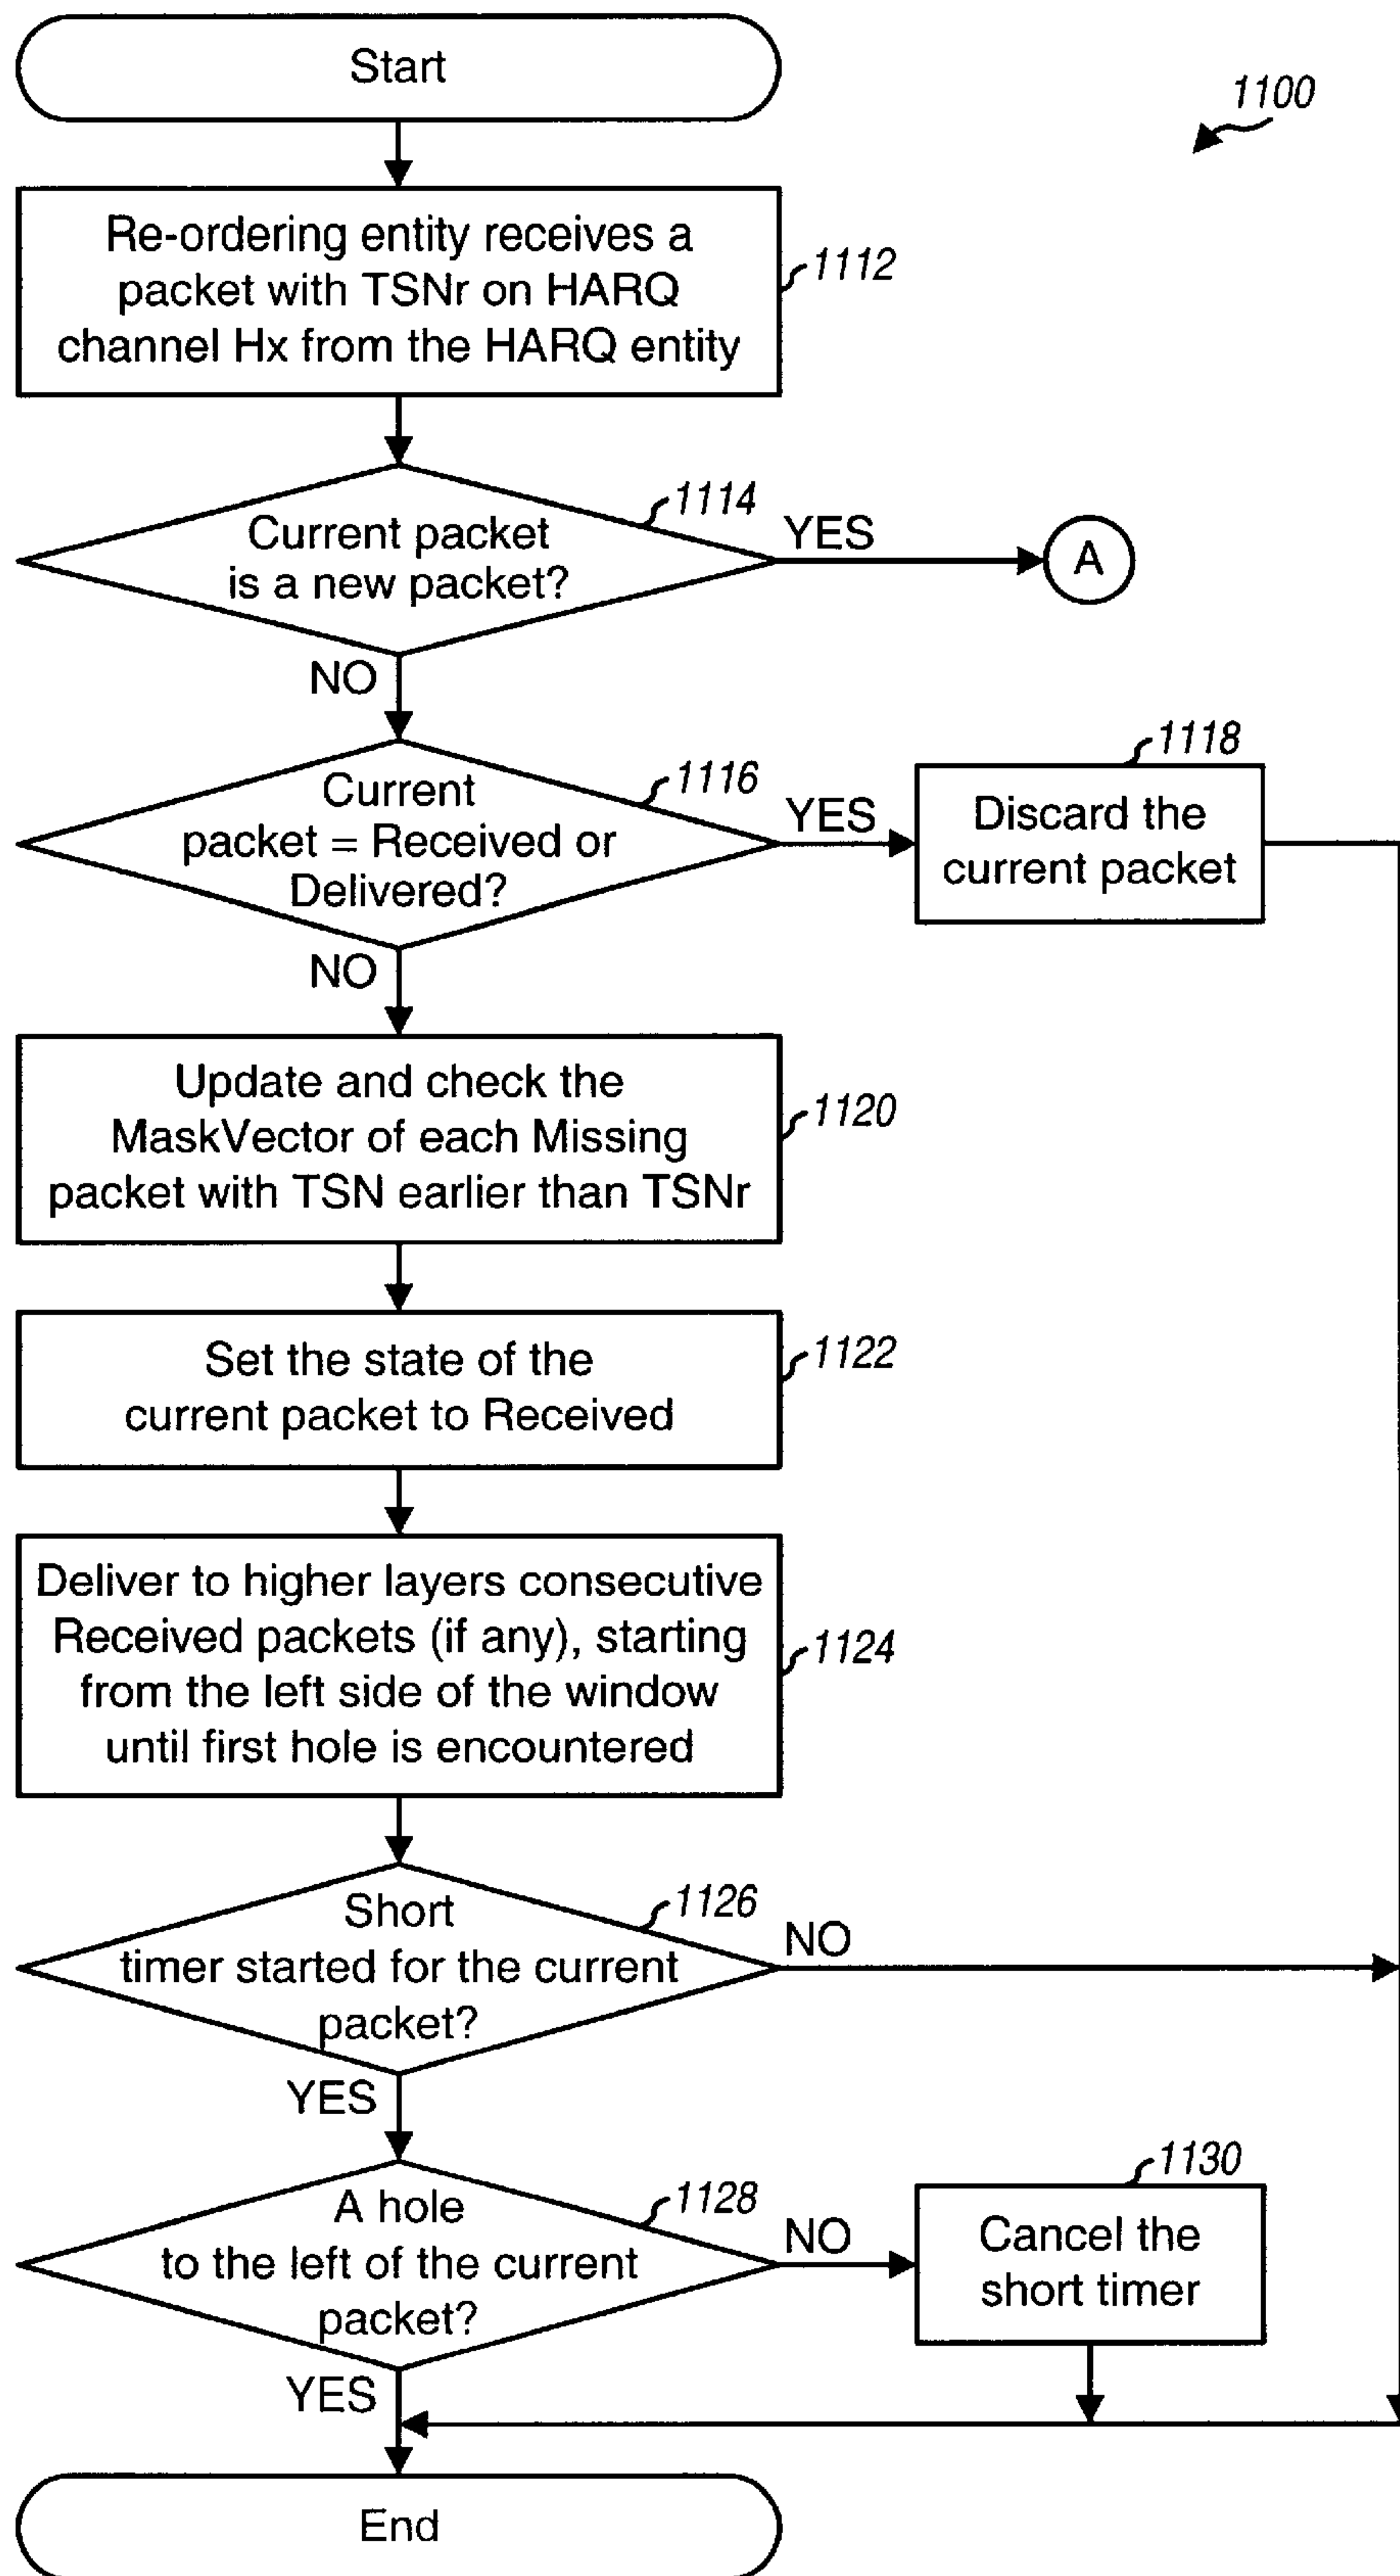 Start
1100
Re-ordering entity receives a
packet with TSNr on HARQ
channel Hx from the HARQ entity
1112
Current packet
is a new packet?
1114
YES
A
NO
Current
packet = Received or
Delivered?
1116
YES
1118
Discard the
current packet
NO
Update and check the
MaskVector of each Missing
packet with TSN earlier than TSNr
1120
Set the state of the
current packet to Received
1122
Deliver to higher layers consecutive
Received packets (if any), starting
from the left side of the window
until first hole is encountered
1124
Short
timer started for the current
packet?
1126
NO
YES
A hole
to the left of the current
packet?
1128
NO
1130
Cancel the
short timer
YES
End